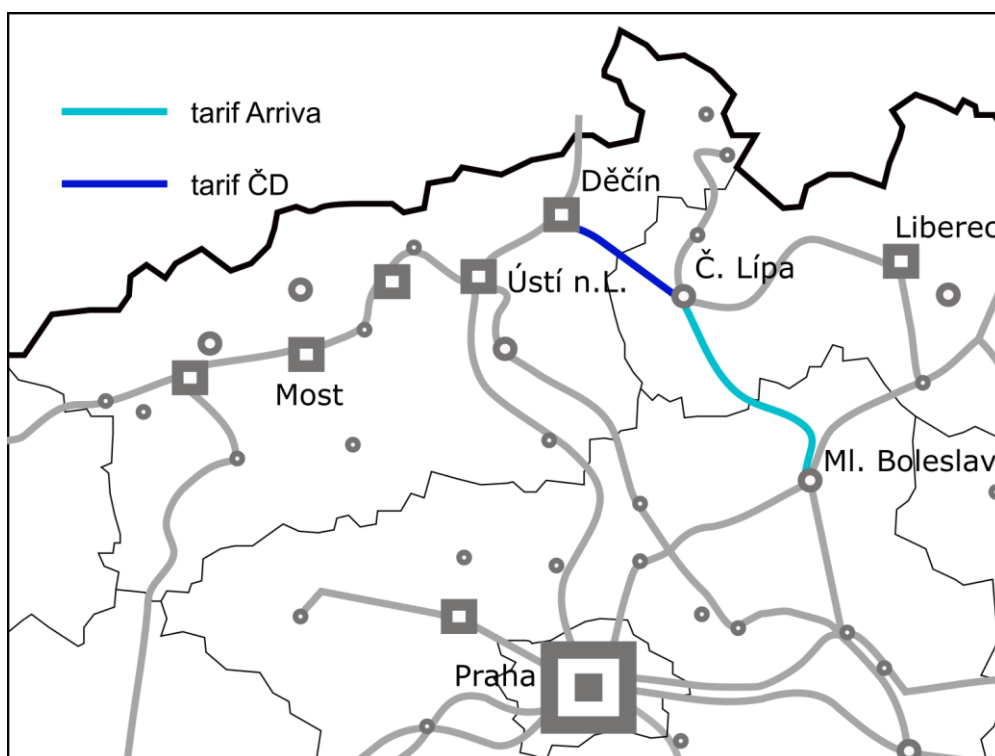 tarif Arriva
tarif ČD
Děčín
Liberec
Č. Lípa
Ústí n.L.
Most
Ml. Boleslav
Praha